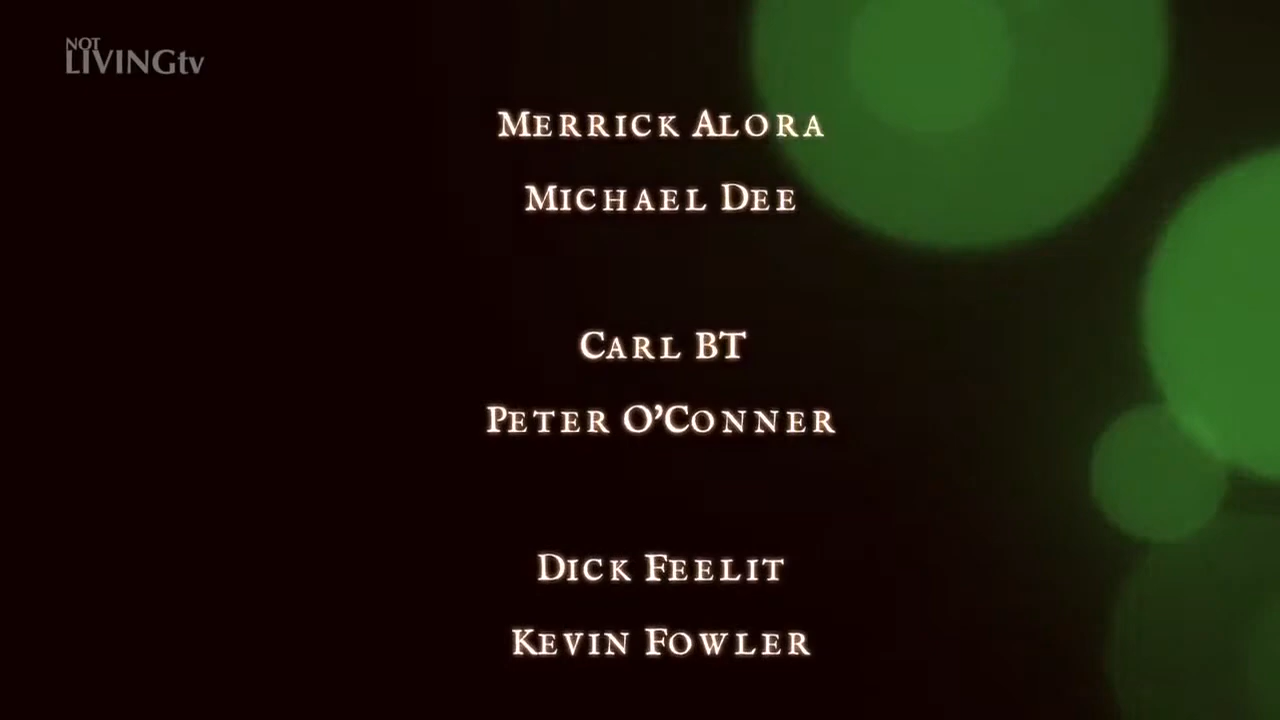 NOT
LIVINGtv
MERRICK ALORA
MICHAEL DEE
CARL BT
PETER O'CONNER
DICK FEELIT
KEVIN FOWLER